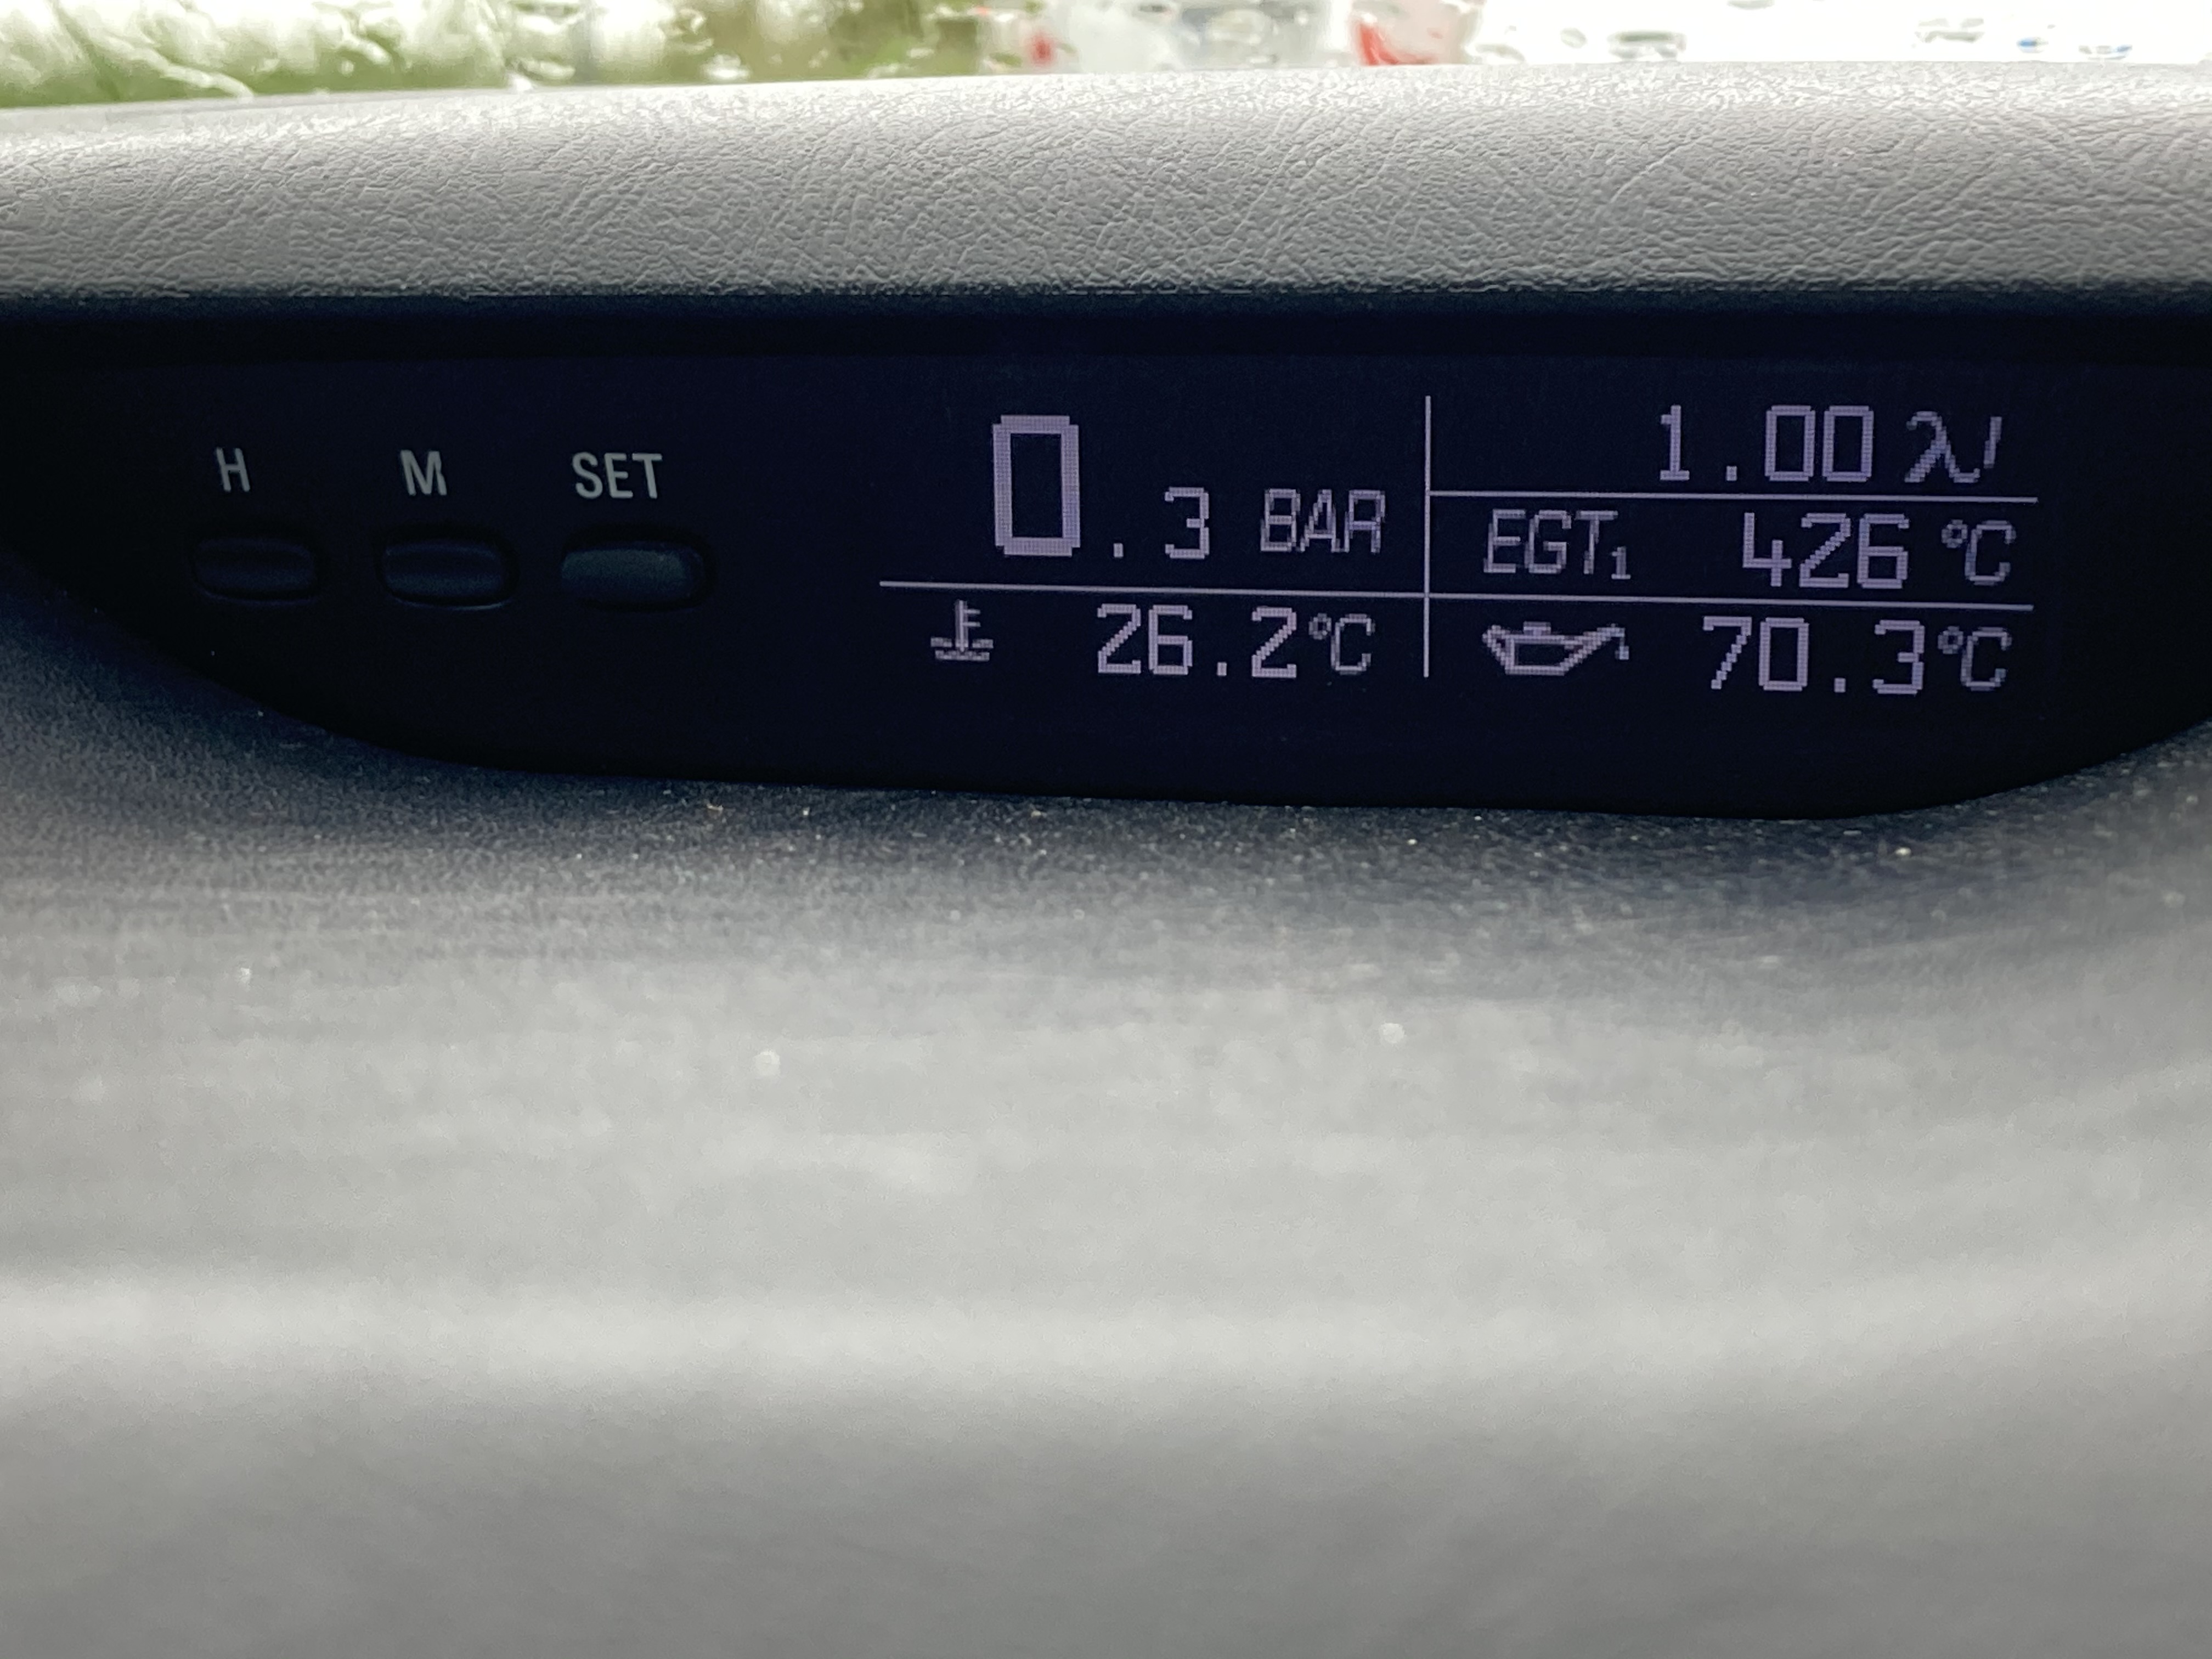 H M SET
0.3 BAR
1.00 λ
EGT1 426 °C
26.2°C
70.3°C